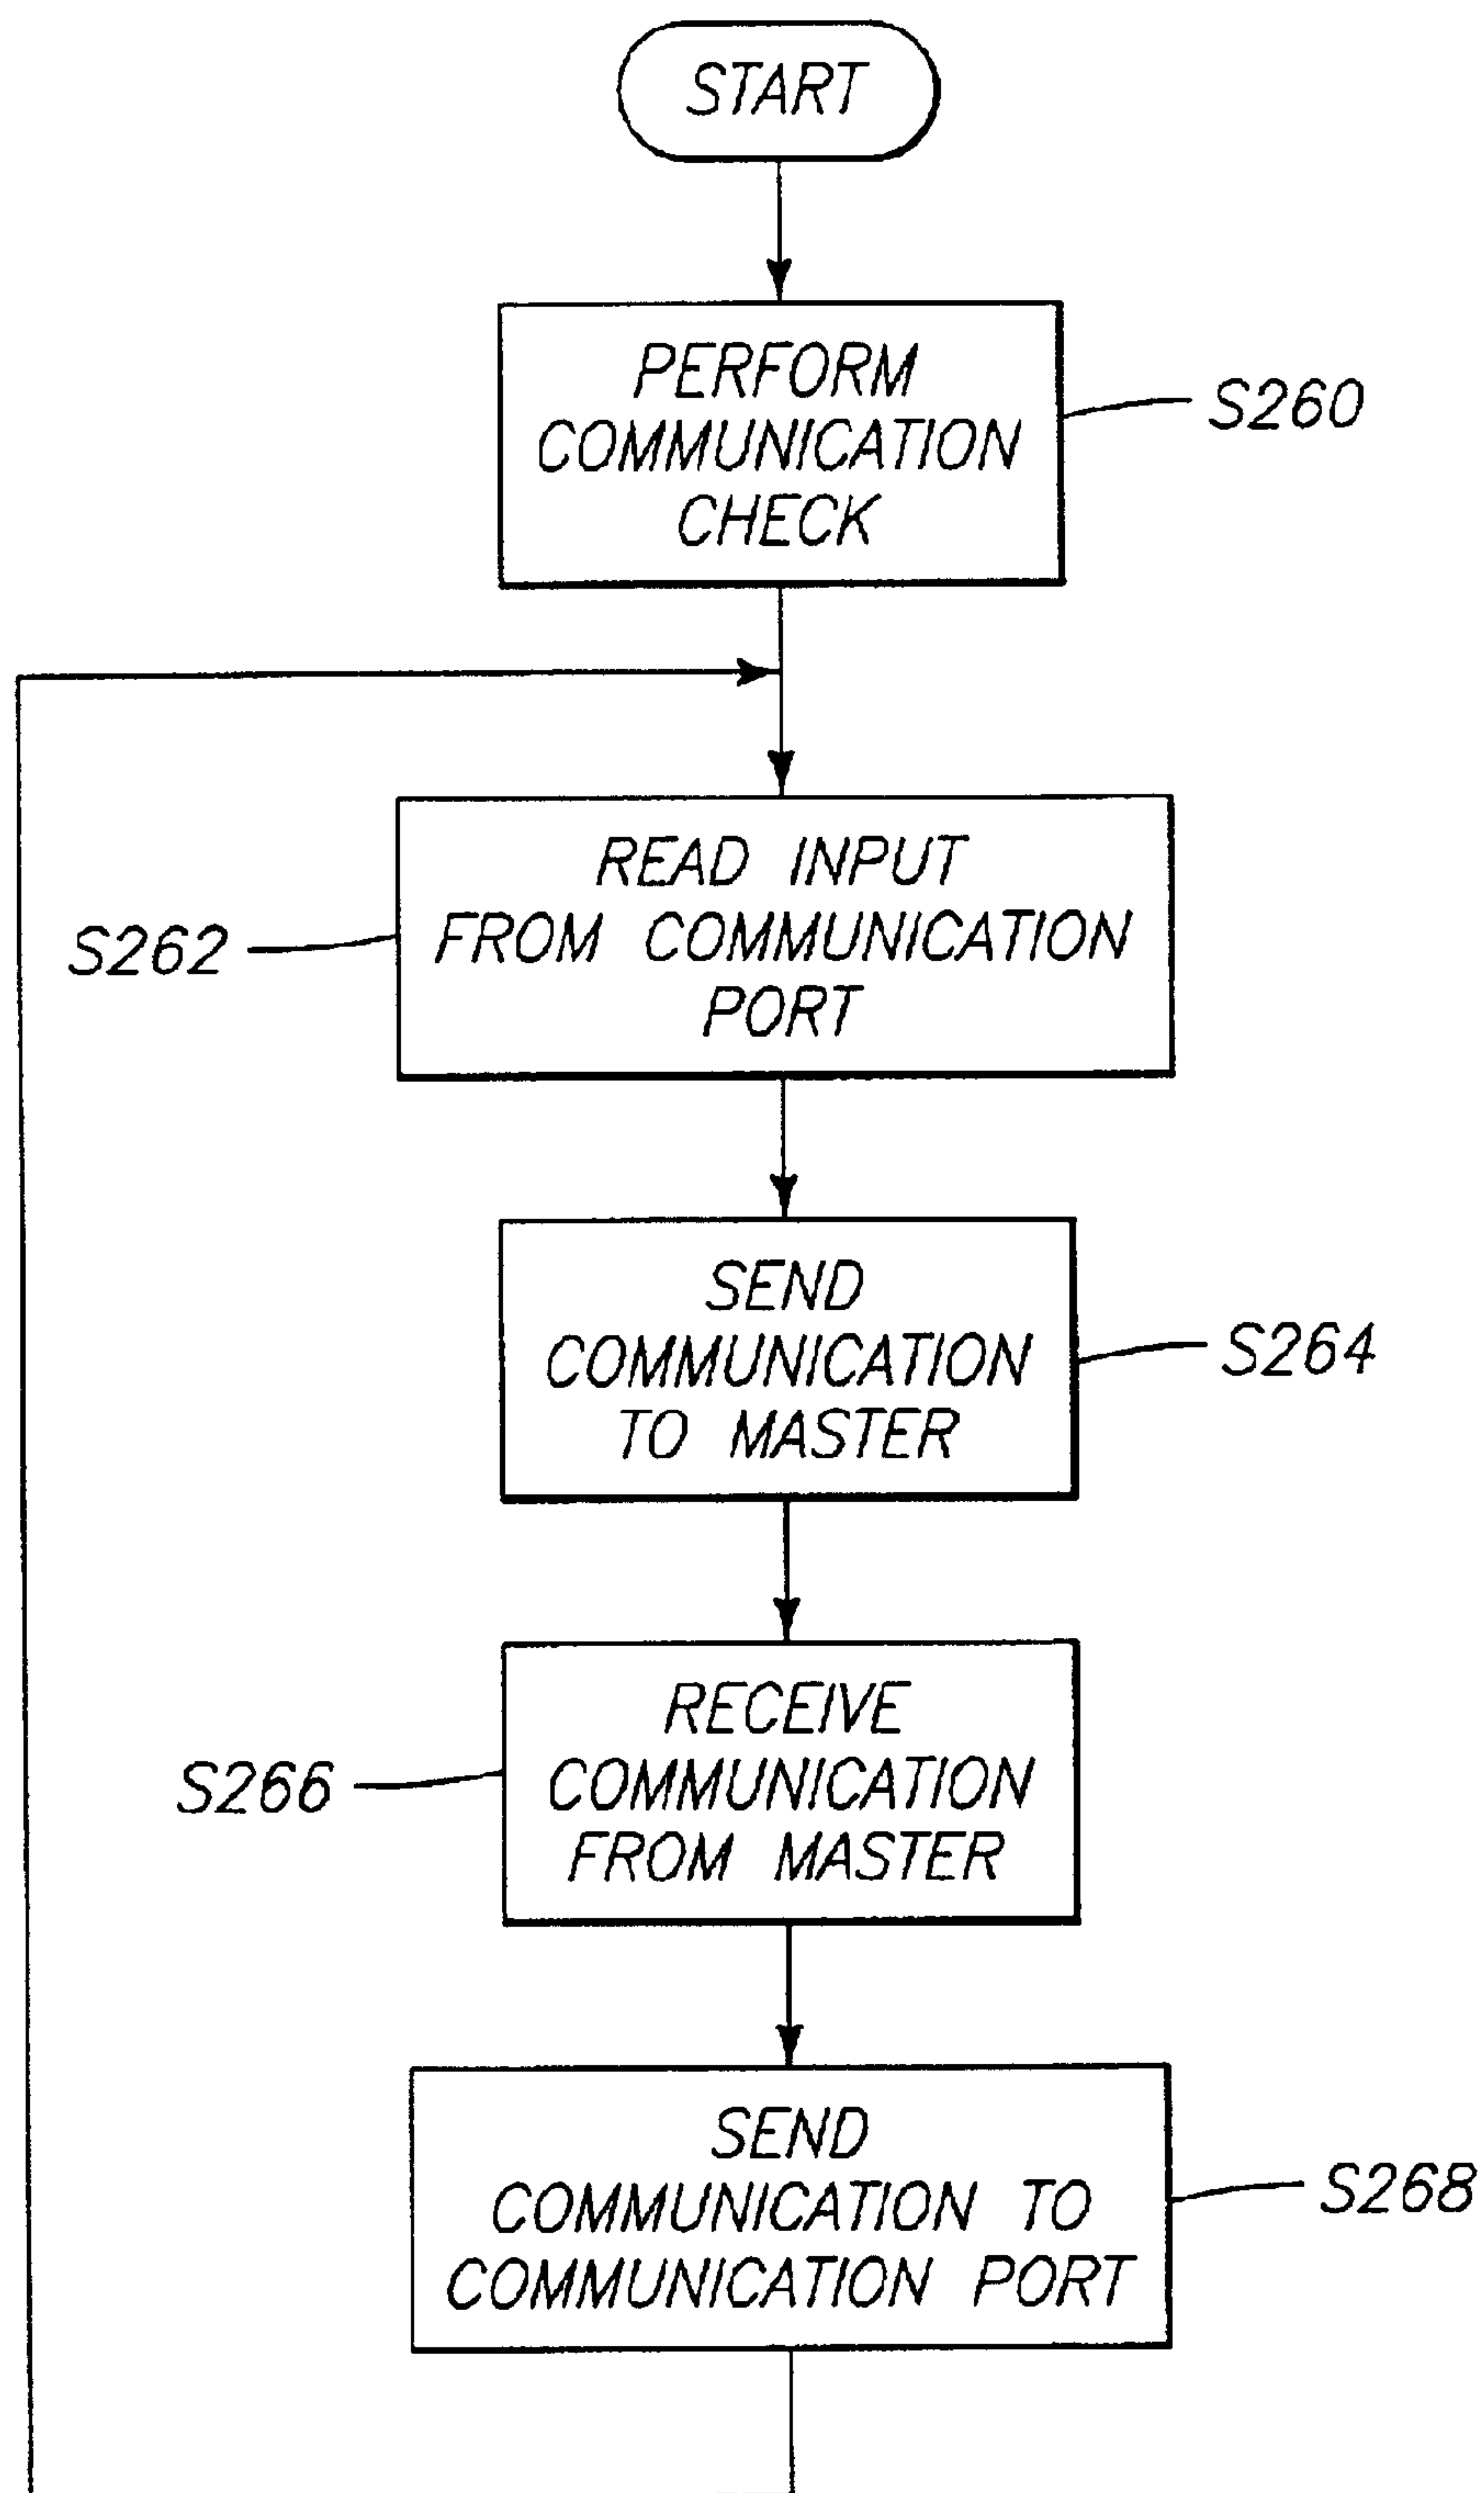 START
PERFORM
COMMUNICATION
CHECK
S260
READ INPUT
FROM COMMUNICATION
PORT
S262
SEND
COMMUNICATION
TO MASTER
S264
RECEIVE
COMMUNICATION
FROM MASTER
S266
SEND
COMMUNICATION TO
COMMUNICATION PORT
S268